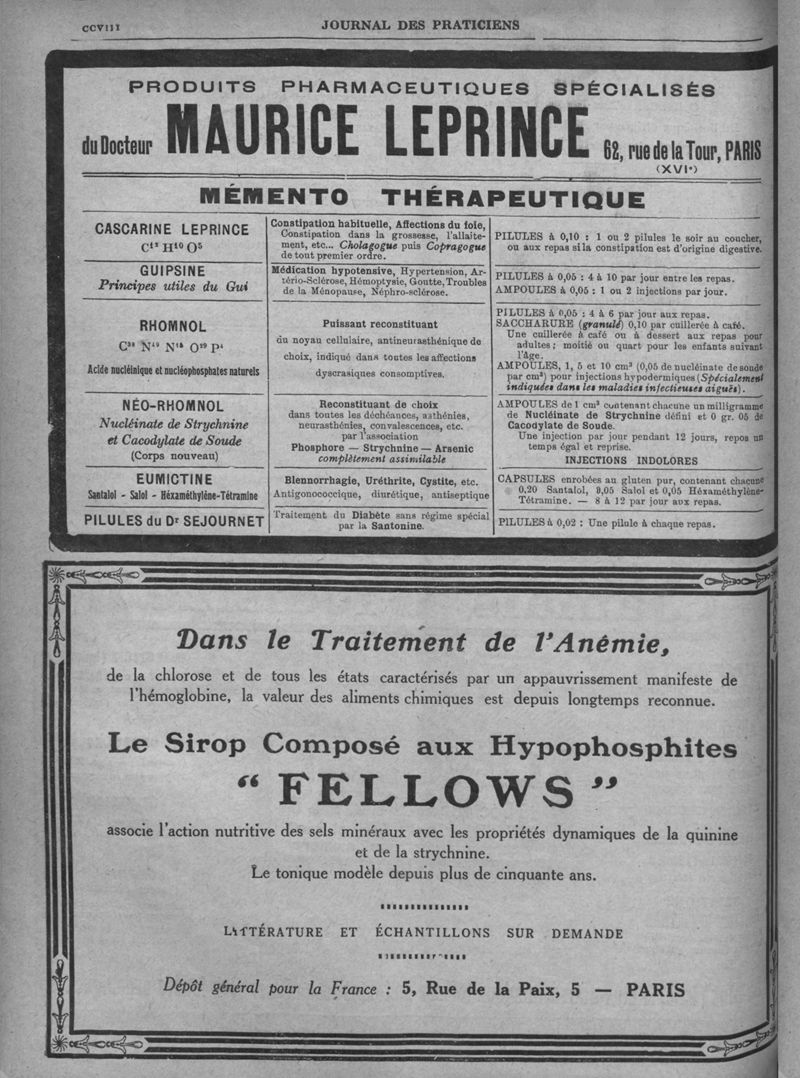 CCVIII
JOURNAL DES PRATICIENS
PRODUITS PHARMACEUTIQUES SPÉCIALISÉS
du Docteur MAURICE LEPRINCE 62, rue de la Tour, PARIS
(XVIe)
MÉMENTO THÉRAPEUTIQUE
CASCARINE LEPRINCE
C¹² H¹⁰ O⁵
Constipation habituelle, Affections du foie,
Constipation dans la grossesse, l'allaite-
ment, etc... Cholagogue puis Copragogue
de tout premier ordre.
PILULES à 0,10 : 1 ou 2 pilules le soir au coucher,
ou aux repas si la constipation est d'origine digestive.
GUIPSINE
Principes utiles du Gui
Médication hypotensive, Hypertension, Ar-
tério-Sclérose, Hémoptysie, Goutte, Troubles
de la Ménopause, Néphro-sclérose.
PILULES à 0,05 : 4 à 10 par jour entre les repas.
AMPOULES à 0,05 : 1 ou 2 injections par jour.
RHOMNOL
Acide nucléinique et nucléophosphates naturels
Puissant reconstituant
du noyau cellulaire, antineurasthénique de
choix, indiqué dans toutes les affections
dyscrasiques consomptives.
PILULES à 0,05 : 4 à 6 par jour aux repas.
SACCHARURE (granulé) 0,10 par cuillerée à café.
Une cuillerée à café ou à dessert aux repas pour
adultes; moitié ou quart pour les enfants suivant
l'âge.
AMPOULES, 1, 5 et 10 cm³ (0,05 de nucléinate de soude
par cm³) pour injections hypodermiques (Spécialement
indiquées dans les maladies infectieuses aiguës).
NÉO-RHOMNOL
Nucléinate de Strychnine
et Cacodylate de Soude
(Corps nouveau)
Reconstituant de choix
dans toutes les déchéances, asthénies,
neurasthénies, convalescences, etc.
par l'association
Phosphore — Strychnine — Arsenic
complètement assimilable
AMPOULES de 1 cm³ contenant chacune un milligramme
de Nucléinate de Strychnine défini et 0 gr. 05 de
Cacodylate de Soude.
Une injection par jour pendant 12 jours, repos un
temps égal et reprise.
INJECTIONS INDOLORES
EUMICTINE
Santalol - Salol - Héxaméthylène-Tétramine
Blennorrhagie, Uréthrite, Cystite, etc.
Antigonococcique, diurétique, antiseptique
CAPSULES enrobées au gluten pur, contenant chacune
0,20 Santalol, 0,05 Salol et 0,05 Héxaméthylène-
Tétramine. — 8 à 12 par jour aux repas.
PILULES du Dr SEJOURNET
Traitement du Diabète sans régime spécial
par la Santonine.
PILULES à 0,02 : Une pilule à chaque repas.
Dans le Traitement de l'Anémie,
de la chlorose et de tous les états caractérisés par un appauvrissement manifeste de
l'hémoglobine, la valeur des aliments chimiques est depuis longtemps reconnue.
Le Sirop Composé aux Hypophosphites
“ FELLOWS ”
associe l'action nutritive des sels minéraux avec les propriétés dynamiques de la quinine
et de la strychnine.
Le tonique modèle depuis plus de cinquante ans.
LITTÉRATURE ET ÉCHANTILLONS SUR DEMANDE
Dépôt général pour la France : 5, Rue de la Paix, 5 — PARIS